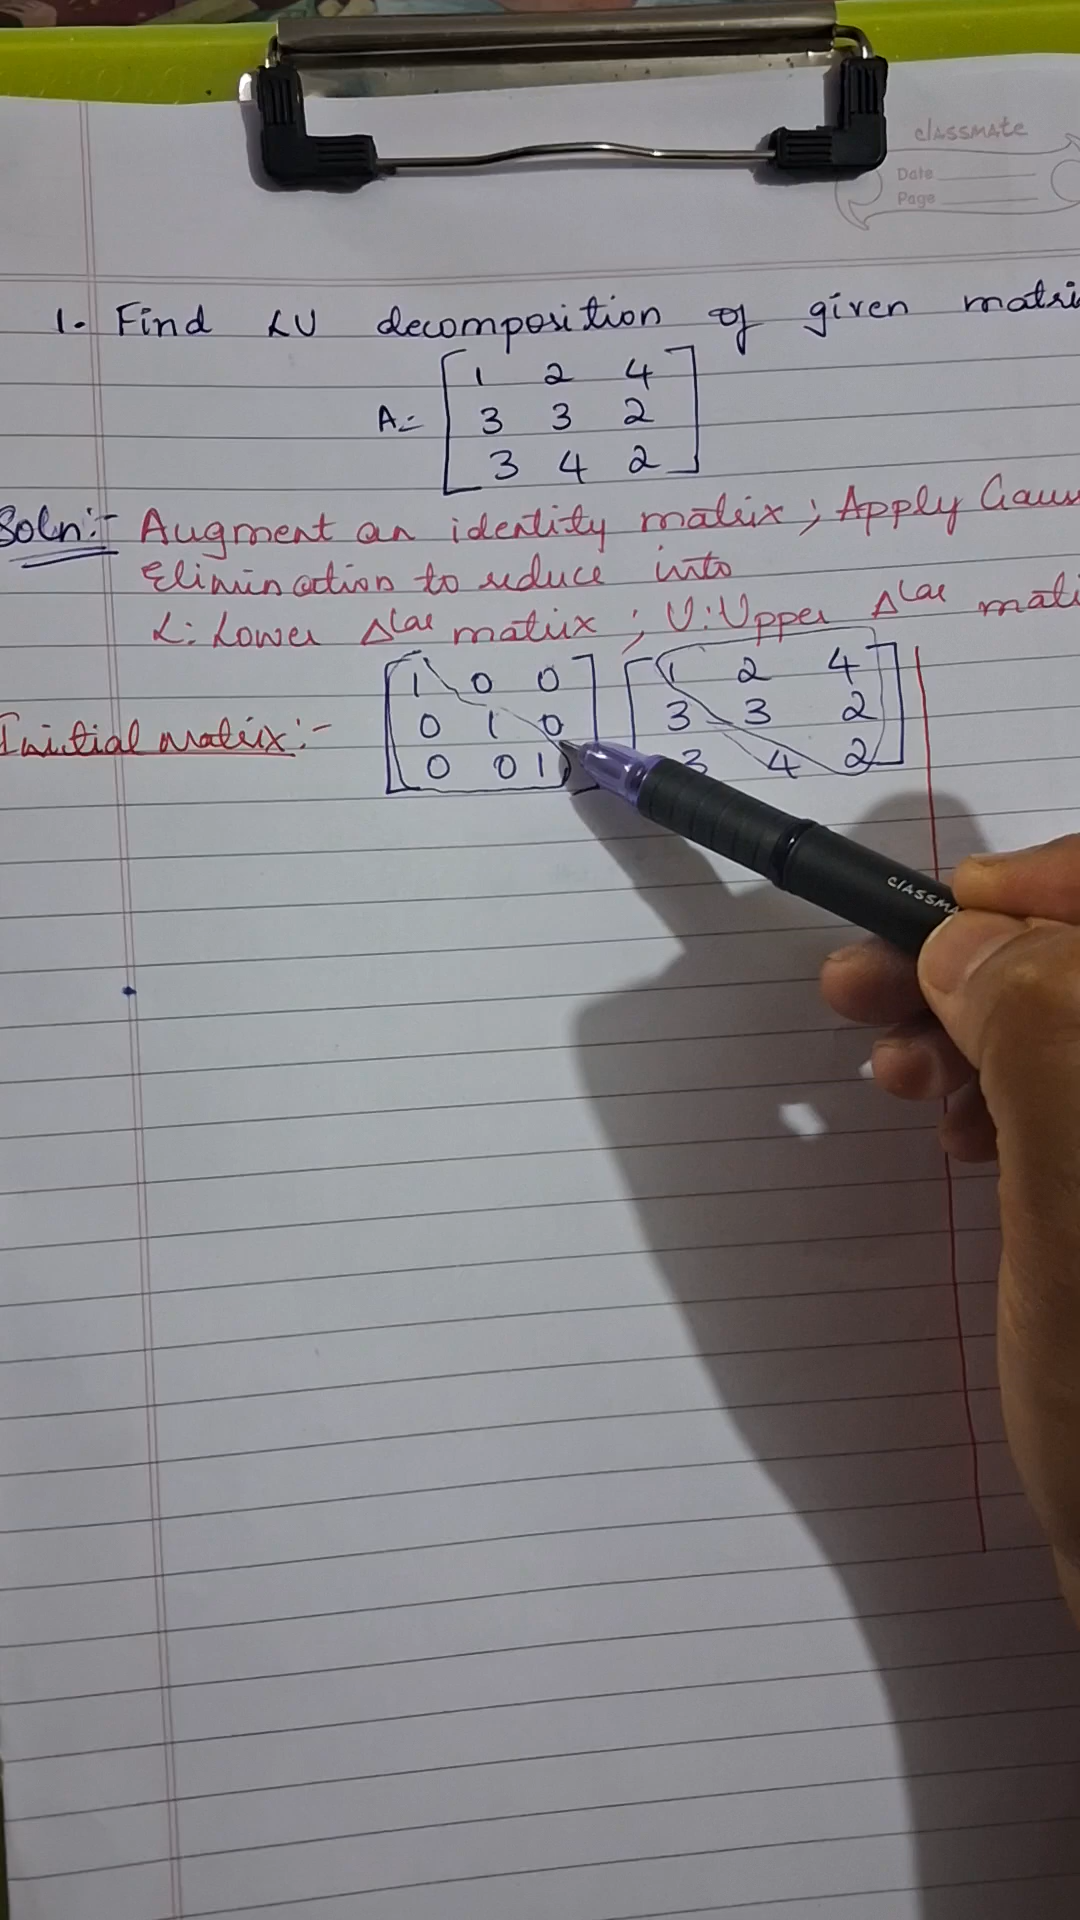 classmate
Date
Page
1. Find LU decomposition of given matri
A= [ 1 2 4
3 3 2
3 4 2 ]
Soln:- Augment an identity matrix ; Apply Gaus
Elimination to reduce into
L: Lower Δlar matrix ; U: Upper Δlar matr
Initial Matrix:- [ 1 0 0 ] [ 1 2 4 ]
0 1 0 3 3 2
0 0 1 3 4 2
classma